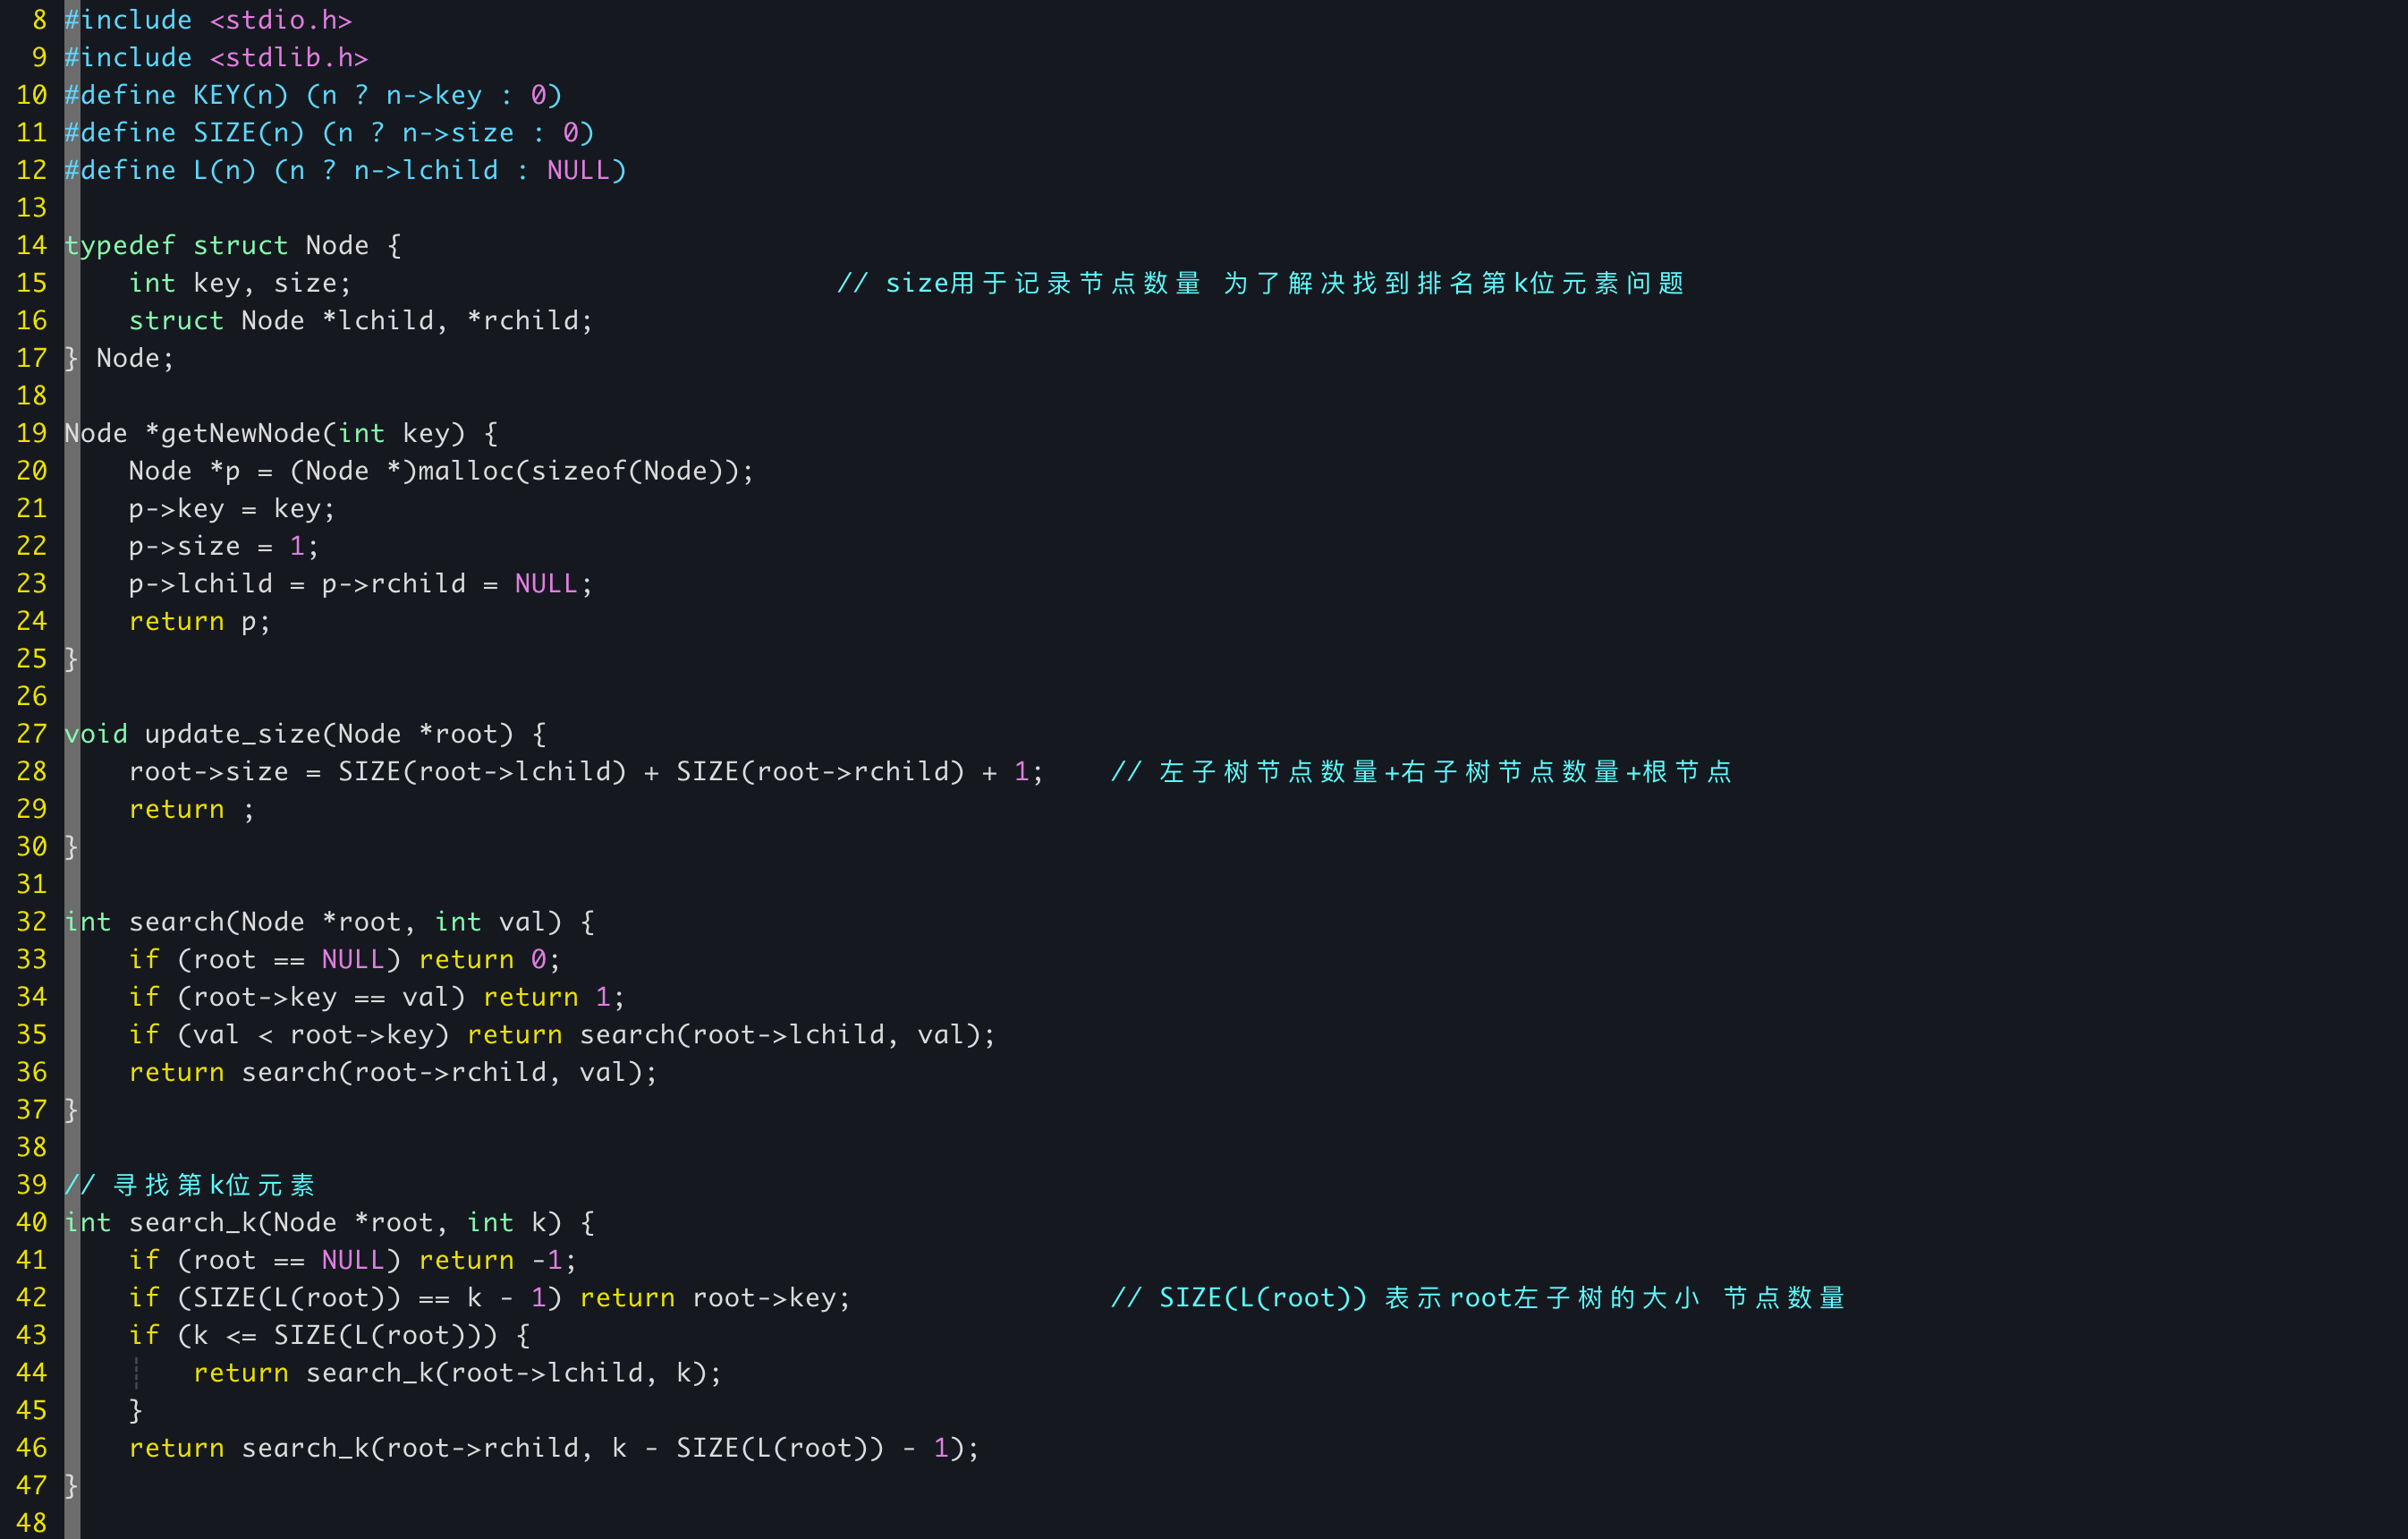 8 #include <stdio.h>
9 #include <stdlib.h>
10 #define KEY(n) (n ? n->key : 0)
11 #define SIZE(n) (n ? n->size : 0)
12 #define L(n) (n ? n->lchild : NULL)
13
14 typedef struct Node {
15     int key, size;                              // size用于记录节点数量 为了解决找到排名第k位元素问题
16     struct Node *lchild, *rchild;
17 } Node;
18
19 Node *getNewNode(int key) {
20     Node *p = (Node *)malloc(sizeof(Node));
21     p->key = key;
22     p->size = 1;
23     p->lchild = p->rchild = NULL;
24     return p;
25 }
26
27 void update_size(Node *root) {
28     root->size = SIZE(root->lchild) + SIZE(root->rchild) + 1;    // 左子树节点数量+右子树节点数量+根节点
29     return ;
30 }
31
32 int search(Node *root, int val) {
33     if (root == NULL) return 0;
34     if (root->key == val) return 1;
35     if (val < root->key) return search(root->lchild, val);
36     return search(root->rchild, val);
37 }
38
39 // 寻找第k位元素
40 int search_k(Node *root, int k) {
41     if (root == NULL) return -1;
42     if (SIZE(L(root)) == k - 1) return root->key;                // SIZE(L(root)) 表示root左子树的大小 节点数量
43     if (k <= SIZE(L(root))) {
44         return search_k(root->lchild, k);
45     }
46     return search_k(root->rchild, k - SIZE(L(root)) - 1);
47 }
48